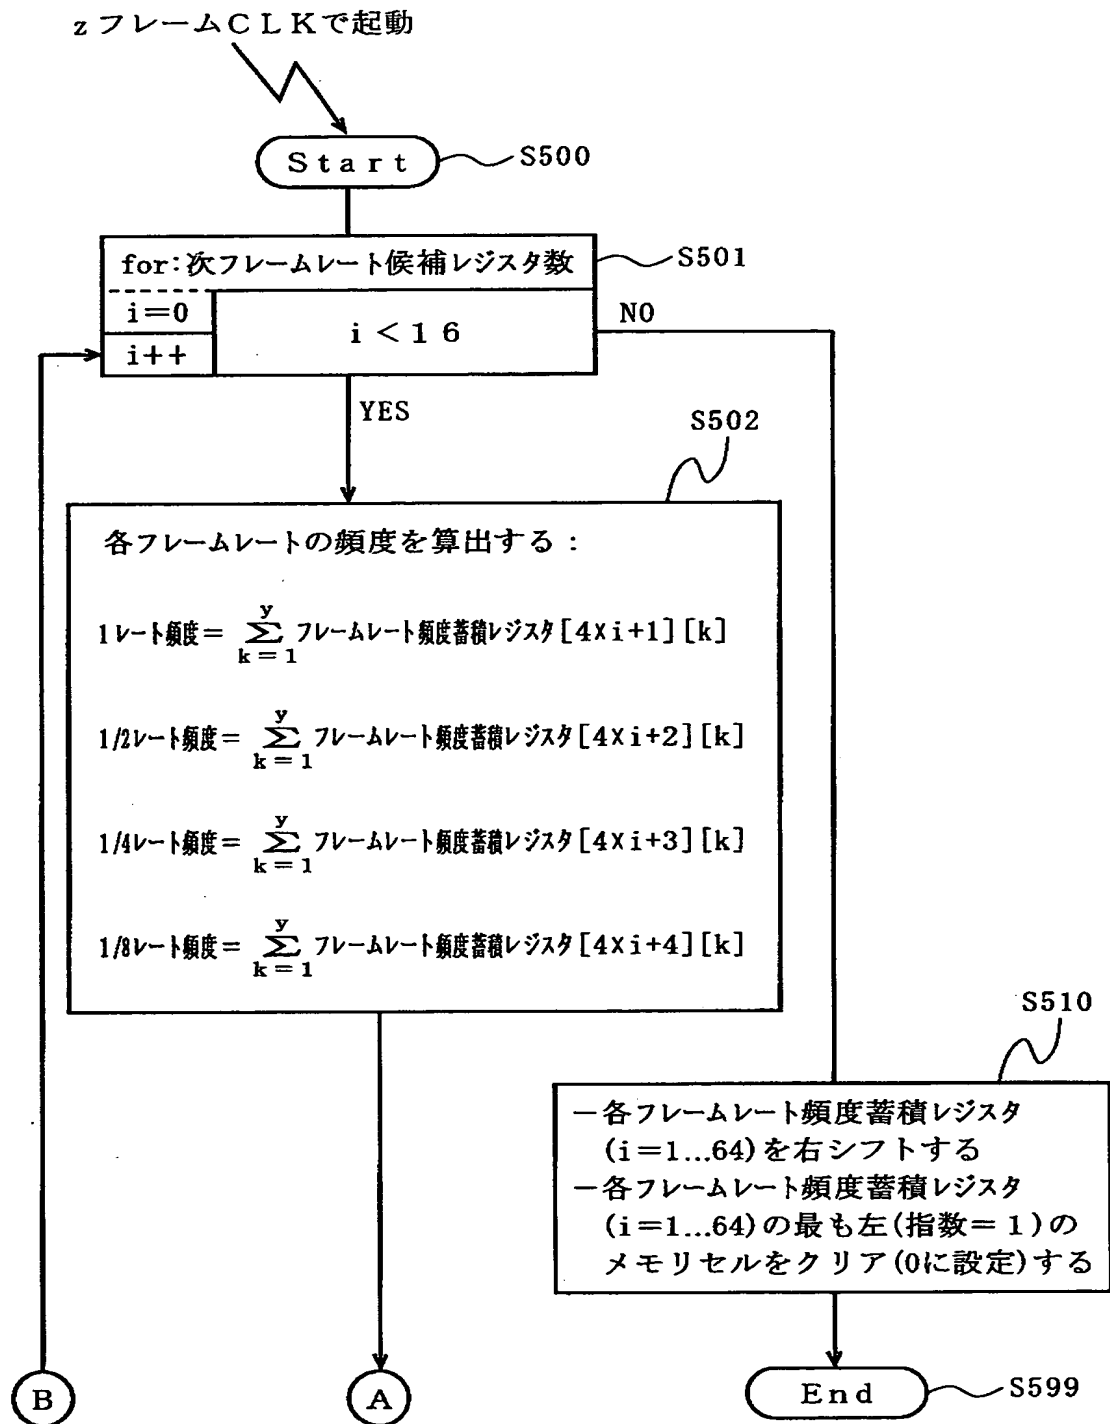 zフレームCLKで起動
Start
S500
for:次フレームレート候補レジスタ数
S501
i=0
i<16
NO
i++
YES
S502
各フレームレートの頻度を算出する:
1レート頻度= y∑k=1 フレームレート頻度蓄積レジスタ[4×i+1][k]
1/2レート頻度= y∑k=1 フレームレート頻度蓄積レジスタ[4×i+2][k]
1/4レート頻度= y∑k=1 フレームレート頻度蓄積レジスタ[4×i+3][k]
1/8レート頻度= y∑k=1 フレームレート頻度蓄積レジスタ[4×i+4][k]
S510
-各フレームレート頻度蓄積レジスタ
(i=1...64)を右シフトする
-各フレームレート頻度蓄積レジスタ
(i=1...64)の最も左(指数=1)の
メモリセルをクリア(0に設定)する
B
A
End
S599